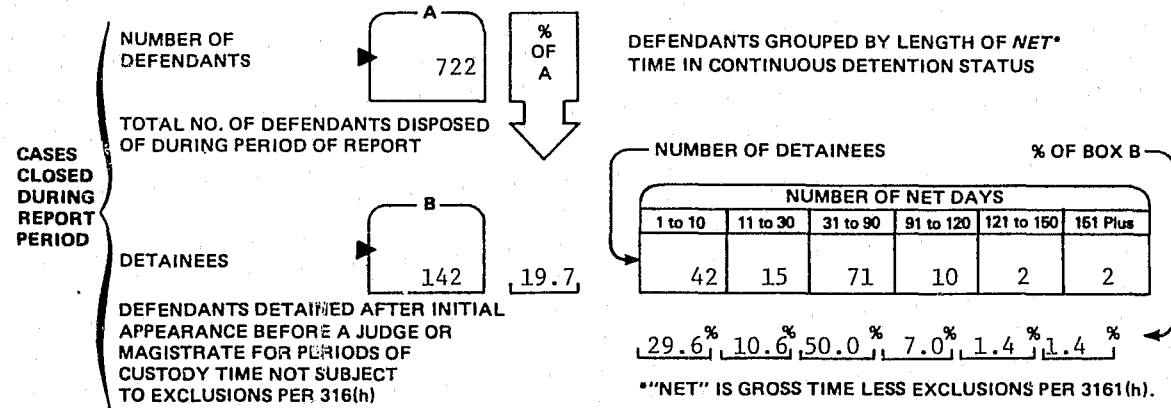 CASES
CLOSED
DURING
REPORT
PERIOD
NUMBER OF
DEFENDANTS
A
722
%
OF
A
TOTAL NO. OF DEFENDANTS DISPOSED
OF DURING PERIOD OF REPORT
B
DETAINEES
142
19.7
DEFENDANTS DETAINED AFTER INITIAL
APPEARANCE BEFORE A JUDGE OR
MAGISTRATE FOR PERIODS OF
CUSTODY TIME NOT SUBJECT
TO EXCLUSIONS PER 316(h)
DEFENDANTS GROUPED BY LENGTH OF NET*
TIME IN CONTINUOUS DETENTION STATUS
NUMBER OF DETAINEES % OF BOX B
NUMBER OF NET DAYS
1 to 10 11 to 30 31 to 90 91 to 120 121 to 150 151 Plus
42 15 71 10 2 2
29.6% 10.6% 50.0% 7.0% 1.4% 1.4%
*"NET" IS GROSS TIME LESS EXCLUSIONS PER 3161(h).